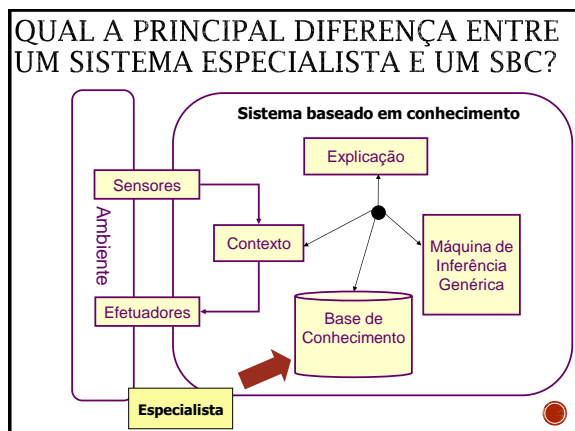 QUAL A PRINCIPAL DIFERENÇA ENTRE
UM SISTEMA ESPECIALISTA E UM SBC?
Sistema baseado em conhecimento
Explicação
Sensores
Ambiente
Contexto
Máquina de
Inferência
Genérica
Efetuadores
Base de
Conhecimento
Especialista